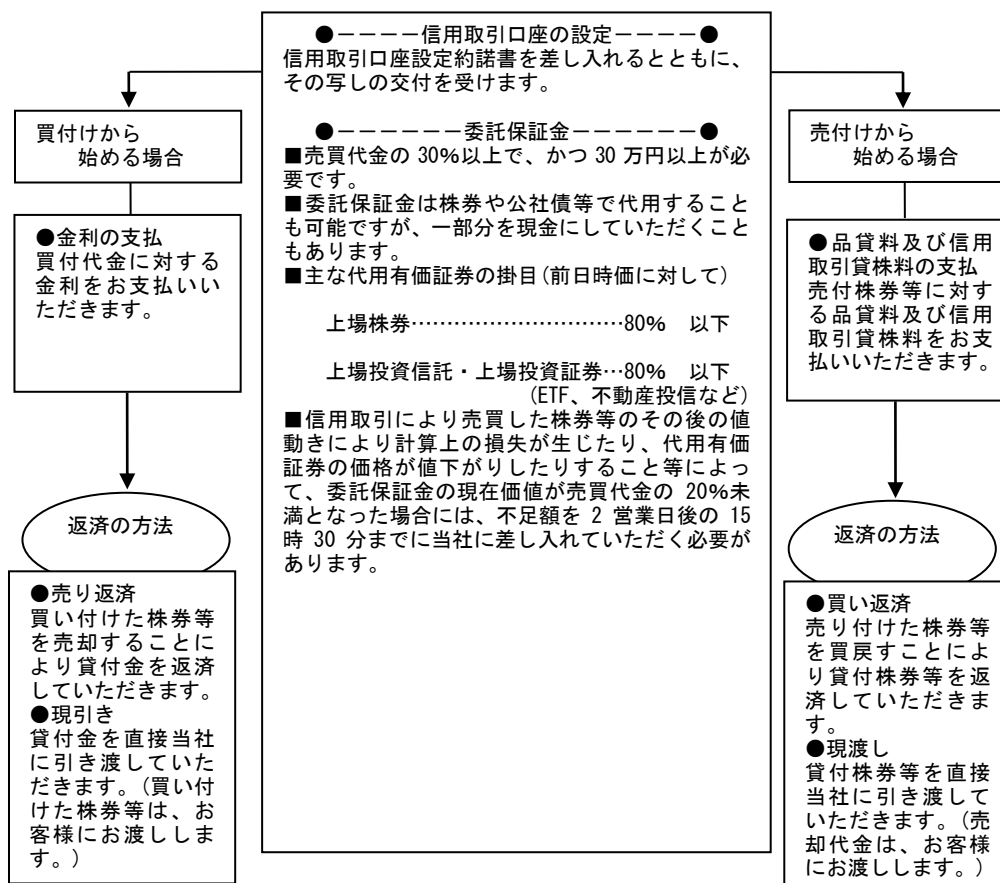 ●－－－－信用取引口座の設定－－－－●
信用取引口座設定約諾書を差し入れるとともに、
その写しの交付を受けます。
●－－－－－－委託保証金－－－－－－●
■売買代金の 30%以上で、かつ 30 万円以上が必
要です。
■委託保証金は株券や公社債等で代用すること
も可能ですが、一部分を現金にしていただくこと
もあります。
■主な代用有価証券の掛目(前日時価に対して)
上場株券…………………………80%　以下
上場投資信託・上場投資証券…80%　以下
(ETF、不動産投信など)
■信用取引により売買した株券等のその後の値
動きにより計算上の損失が生じたり、代用有価
証券の価格が値下がりしたりすること等によっ
て、委託保証金の現在価値が売買代金の 20%未
満となった場合には、不足額を 2 営業日後の 15
時 30 分までに当社に差し入れていただく必要が
あります。
買付けから
始める場合
●金利の支払
買付代金に対する
金利をお支払いい
ただきます。
返済の方法
●売り返済
買い付けた株券等
を売却することに
より貸付金を返済
していただきます。
●現引き
貸付金を直接当社
に引き渡していた
だきます。(買い付
けた株券等は、お
客様にお渡ししま
す。)
売付けから
始める場合
●品貸料及び信用
取引貸株料の支払
売付株券等に対す
る品貸料及び信用
取引貸株料をお支
払いいただきます。
返済の方法
●買い返済
売り付けた株券等
を買戻すことによ
り貸付株券等を返
済していただきま
す。
●現渡し
貸付株券等を直接
当社に引き渡して
いただきます。(売
却代金は、お客様
にお渡しします。)